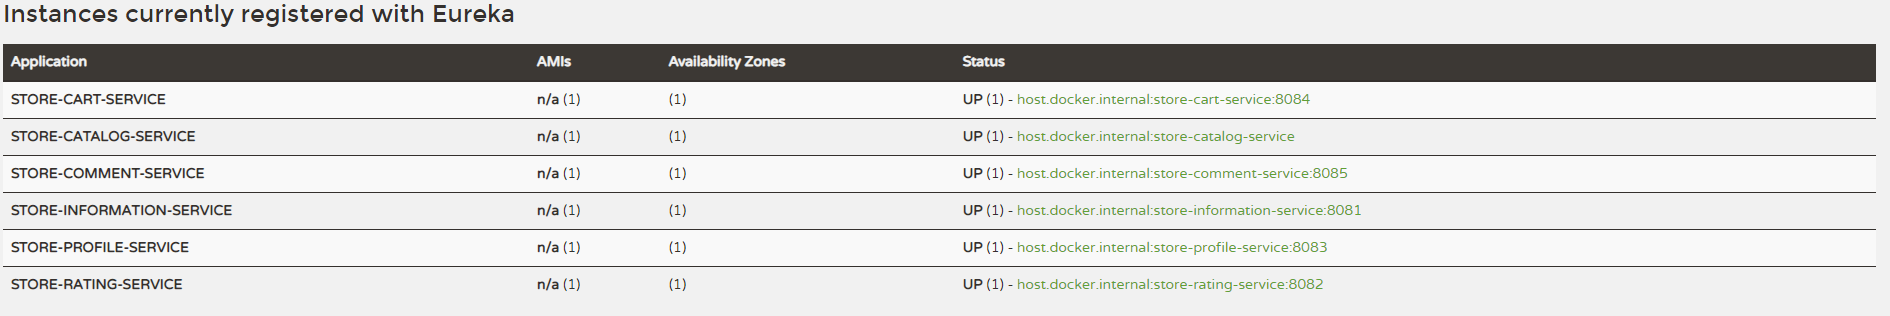 Instances currently registered with Eureka
Application AMIs Availability Zones Status
STORE-CART-SERVICE n/a (1) (1) UP (1) - host.docker.internal:store-cart-service:8084
STORE-CATALOG-SERVICE n/a (1) (1) UP (1) - host.docker.internal:store-catalog-service
STORE-COMMENT-SERVICE n/a (1) (1) UP (1) - host.docker.internal:store-comment-service:8085
STORE-INFORMATION-SERVICE n/a (1) (1) UP (1) - host.docker.internal:store-information-service:8081
STORE-PROFILE-SERVICE n/a (1) (1) UP (1) - host.docker.internal:store-profile-service:8083
STORE-RATING-SERVICE n/a (1) (1) UP (1) - host.docker.internal:store-rating-service:8082